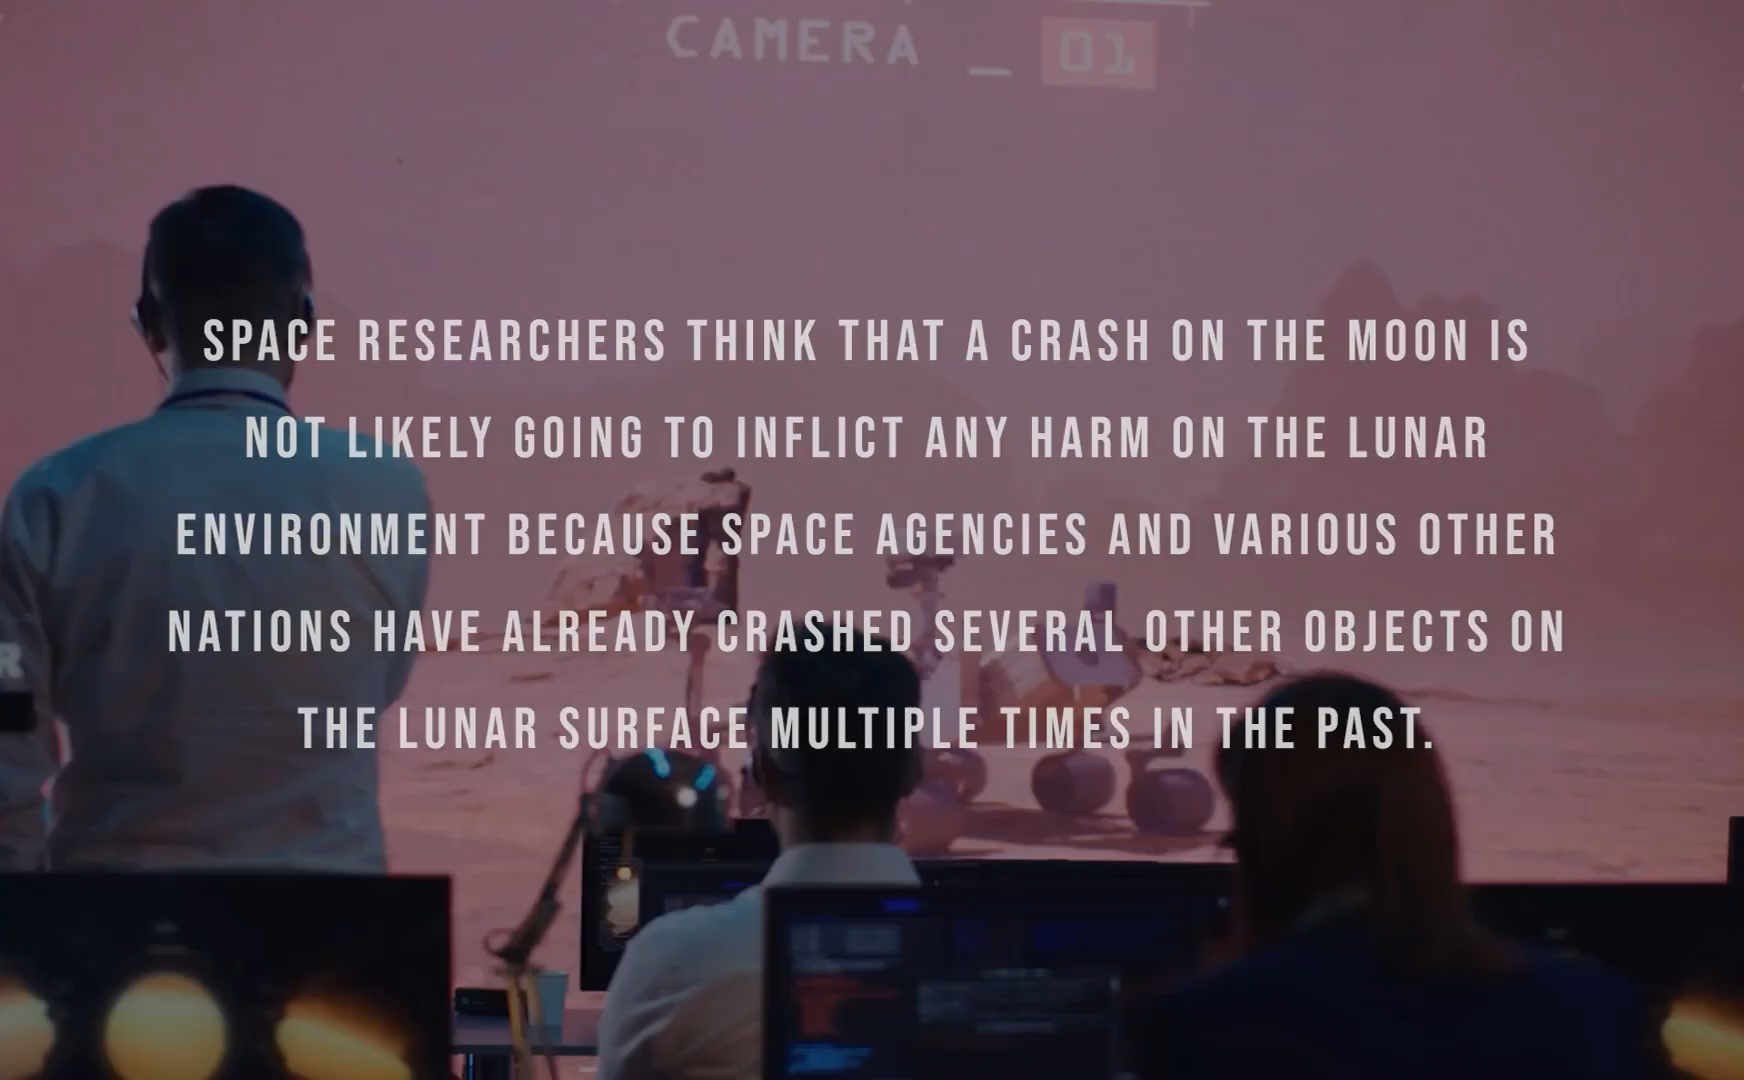 CAMERA _ 01
SPACE RESEARCHERS THINK THAT A CRASH ON THE MOON IS
NOT LIKELY GOING TO INFLICT ANY HARM ON THE LUNAR
ENVIRONMENT BECAUSE SPACE AGENCIES AND VARIOUS OTHER
NATIONS HAVE ALREADY CRASHED SEVERAL OTHER OBJECTS ON
THE LUNAR SURFACE MULTIPLE TIMES IN THE PAST.